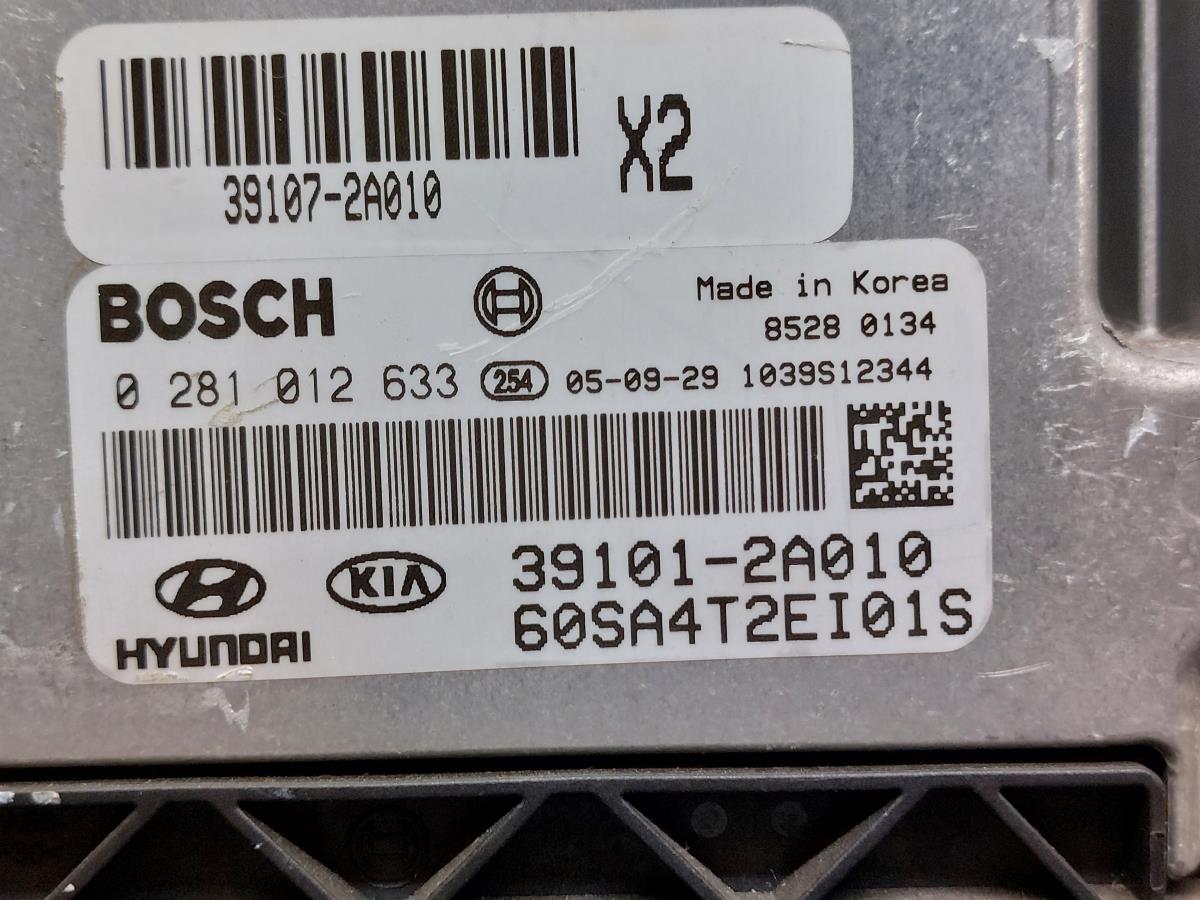 39107-2A010
X2
BOSCH
Made in Korea
8528 0134
0 281 012 633 254 05-09-29 1039S12344
HYUNDAI
KIA
39101-2A010
60SA4T2EI01S